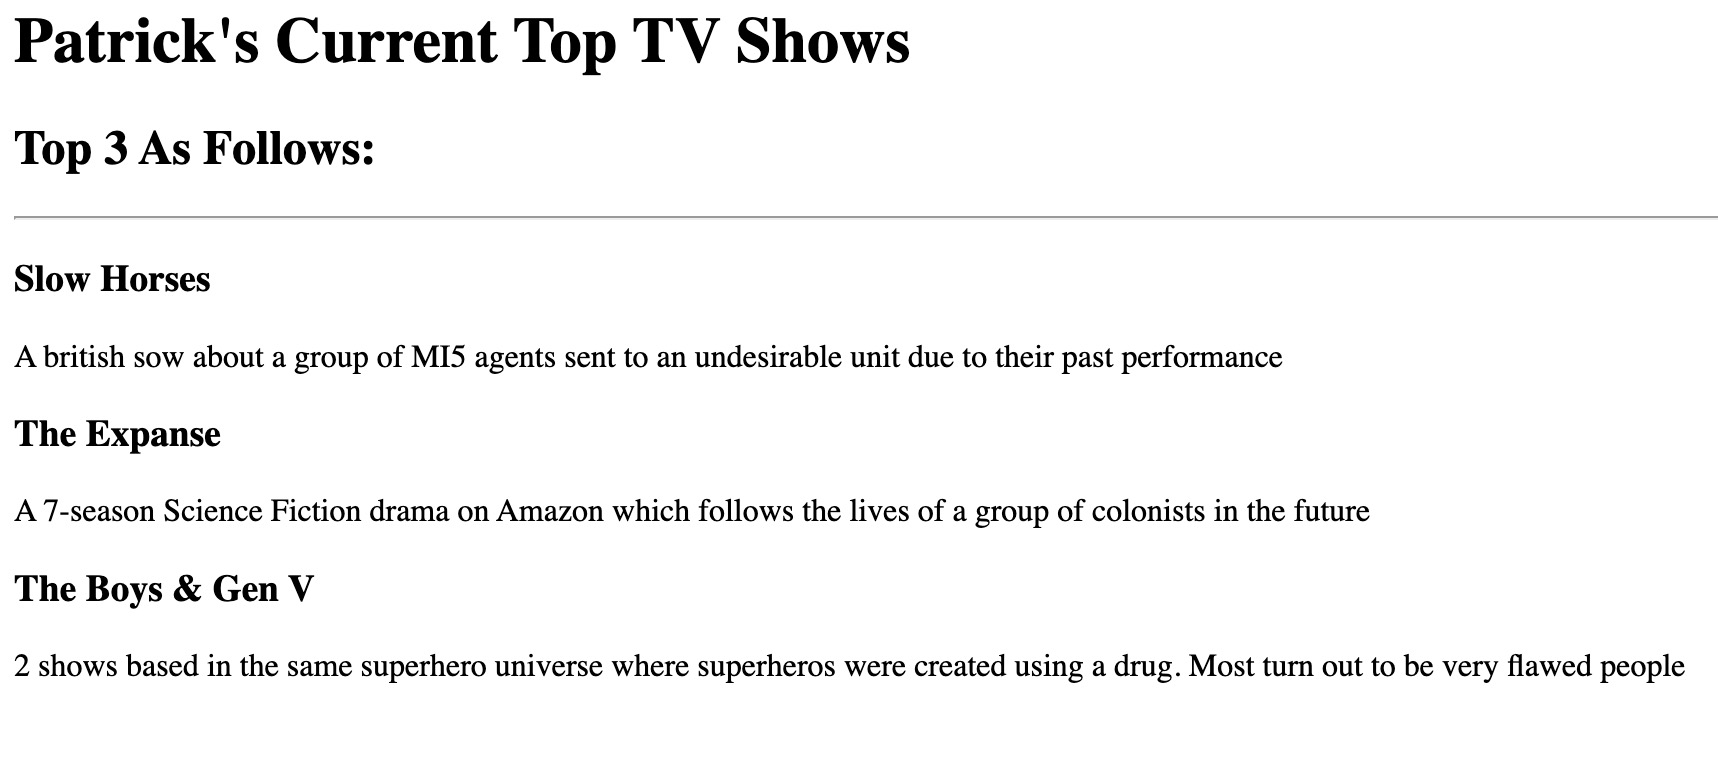 Patrick's Current Top TV Shows
Top 3 As Follows:
Slow Horses
A british sow about a group of MI5 agents sent to an undesirable unit due to their past performance
The Expanse
A 7-season Science Fiction drama on Amazon which follows the lives of a group of colonists in the future
The Boys & Gen V
2 shows based in the same superhero universe where superheros were created using a drug. Most turn out to be very flawed people